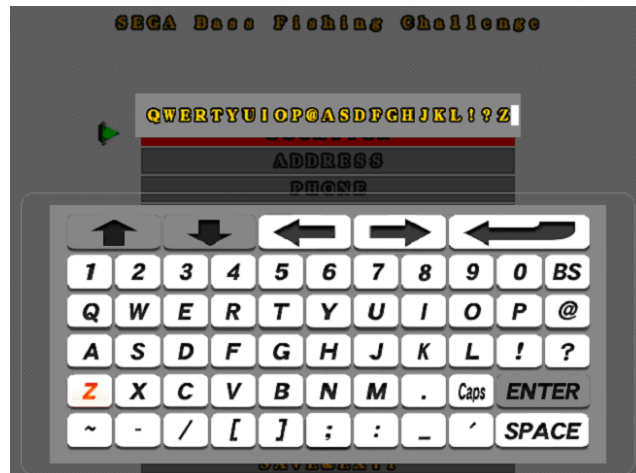 SEGA Bass Fishing Challenge
QWERTYUIOP@ASDFGHJKL!?Z
ADDRESS
PHONE
1 2 3 4 5 6 7 8 9 0 BS
Q W E R T Y U I O P @
A S D F G H J K L ! ?
Z X C V B N M . Caps ENTER
~ - / [ ] ; : _ ´ SPACE